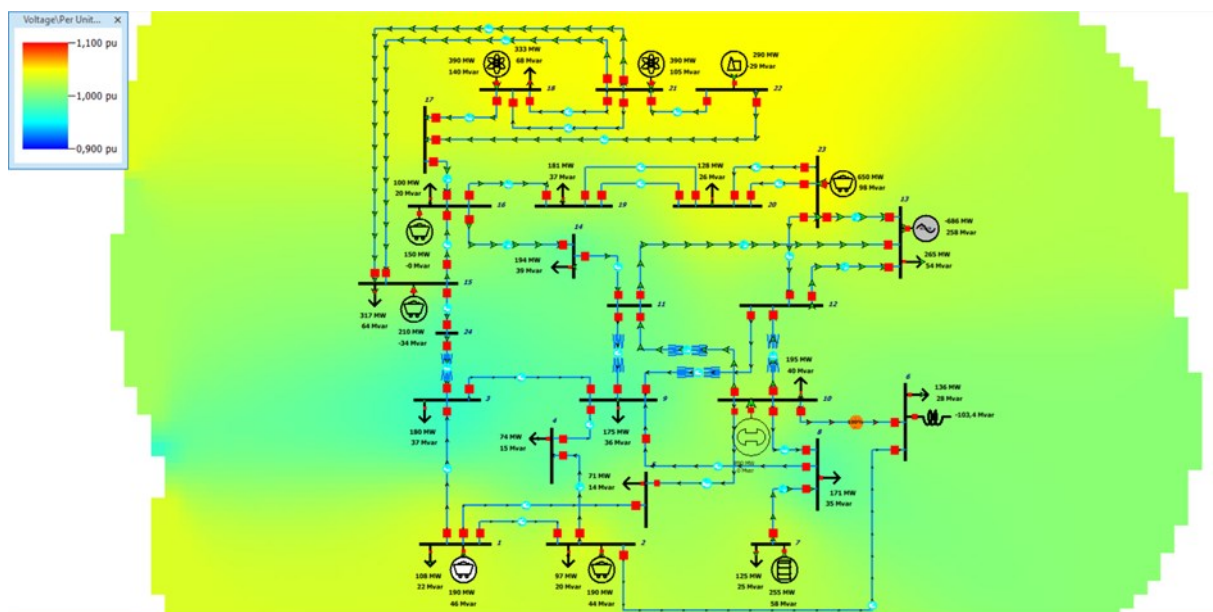 Voltage\Per Unit... ×
1,100 pu
1,000 pu
0,900 pu
390 MW
140 Mvar
333 MW
68 Mvar
390 MW
105 Mvar
290 MW
-29 Mvar
18
21
22
17
23
181 MW
37 Mvar
128 MW
26 Mvar
650 MW
98 Mvar
100 MW
20 Mvar
16
19
20
13
-686 MW
258 Mvar
14
150 MW
-0 Mvar
194 MW
39 Mvar
265 MW
54 Mvar
15
11
12
317 MW
64 Mvar
210 MW
-34 Mvar
24
195 MW
40 Mvar
3
9
10
6
136 MW
28 Mvar
-103,4 Mvar
180 MW
37 Mvar
175 MW
36 Mvar
4
8
74 MW
15 Mvar
71 MW
14 Mvar
171 MW
35 Mvar
1
2
7
108 MW
22 Mvar
190 MW
46 Mvar
97 MW
20 Mvar
190 MW
44 Mvar
125 MW
25 Mvar
255 MW
58 Mvar